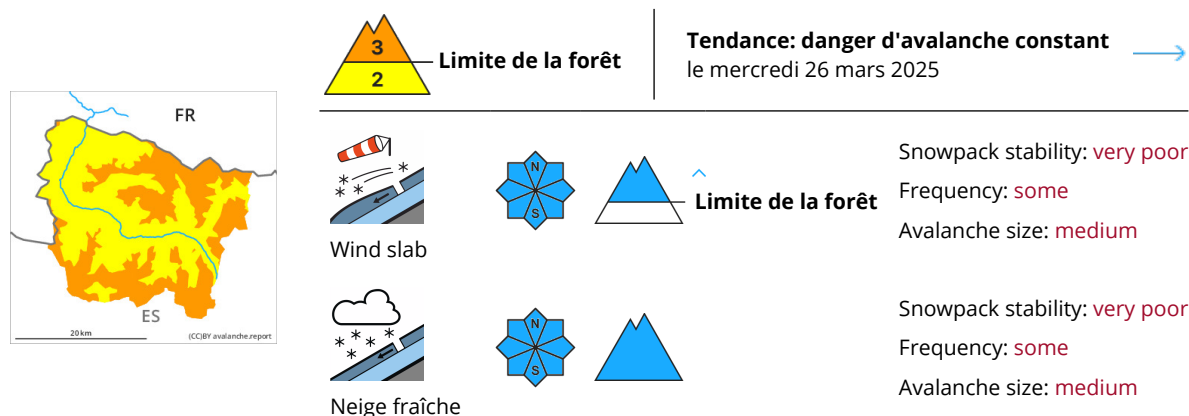 FR
ES
20 km
(CC)BY avalanche.report
3
2
Limite de la forêt
Tendance: danger d'avalanche constant
le mercredi 26 mars 2025
N
S
Wind slab
Limite de la forêt
Snowpack stability: very poor
Frequency: some
Avalanche size: medium
N
S
Neige fraîche
Snowpack stability: very poor
Frequency: some
Avalanche size: medium